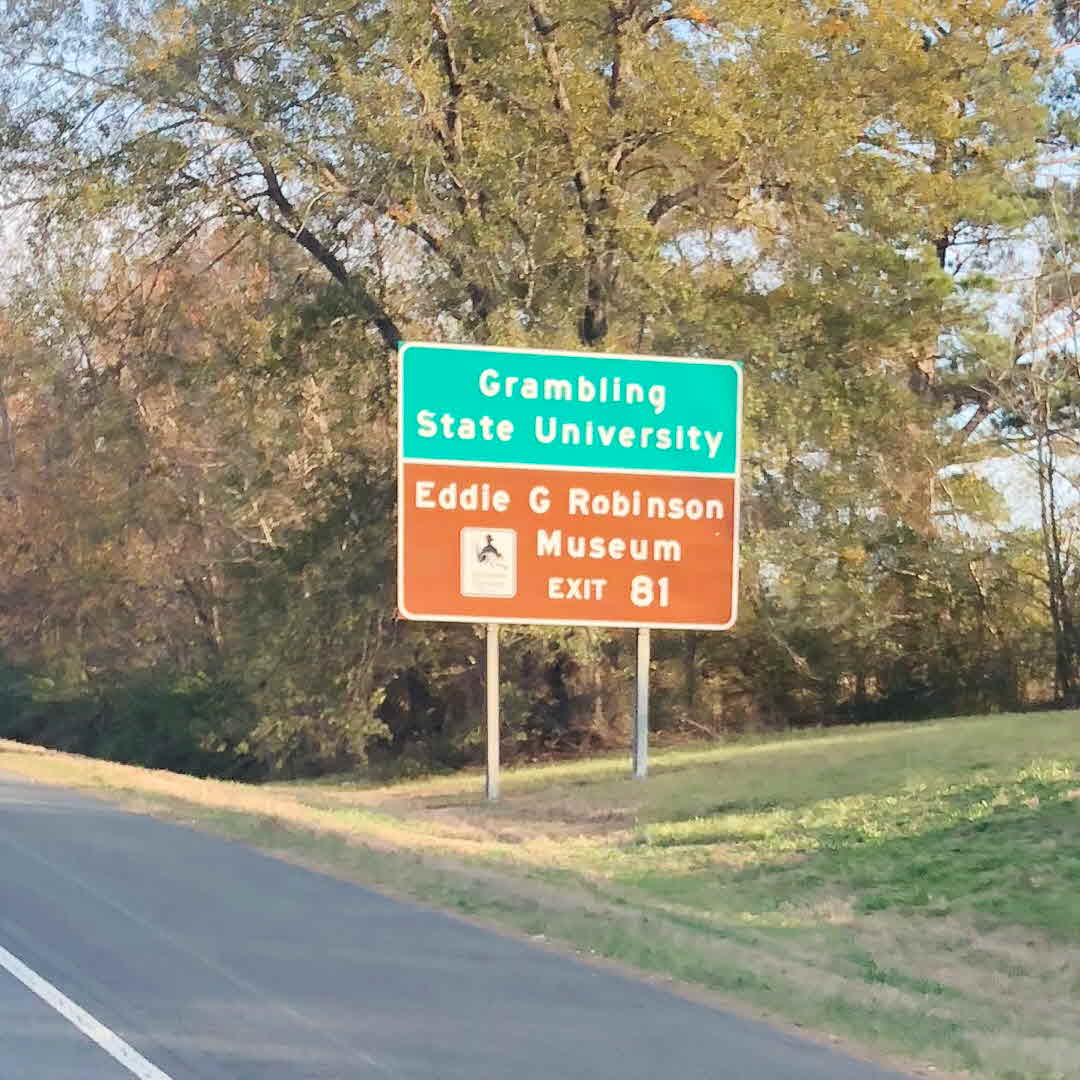 Grambling
State University
Eddie G Robinson
Museum
EXIT 81